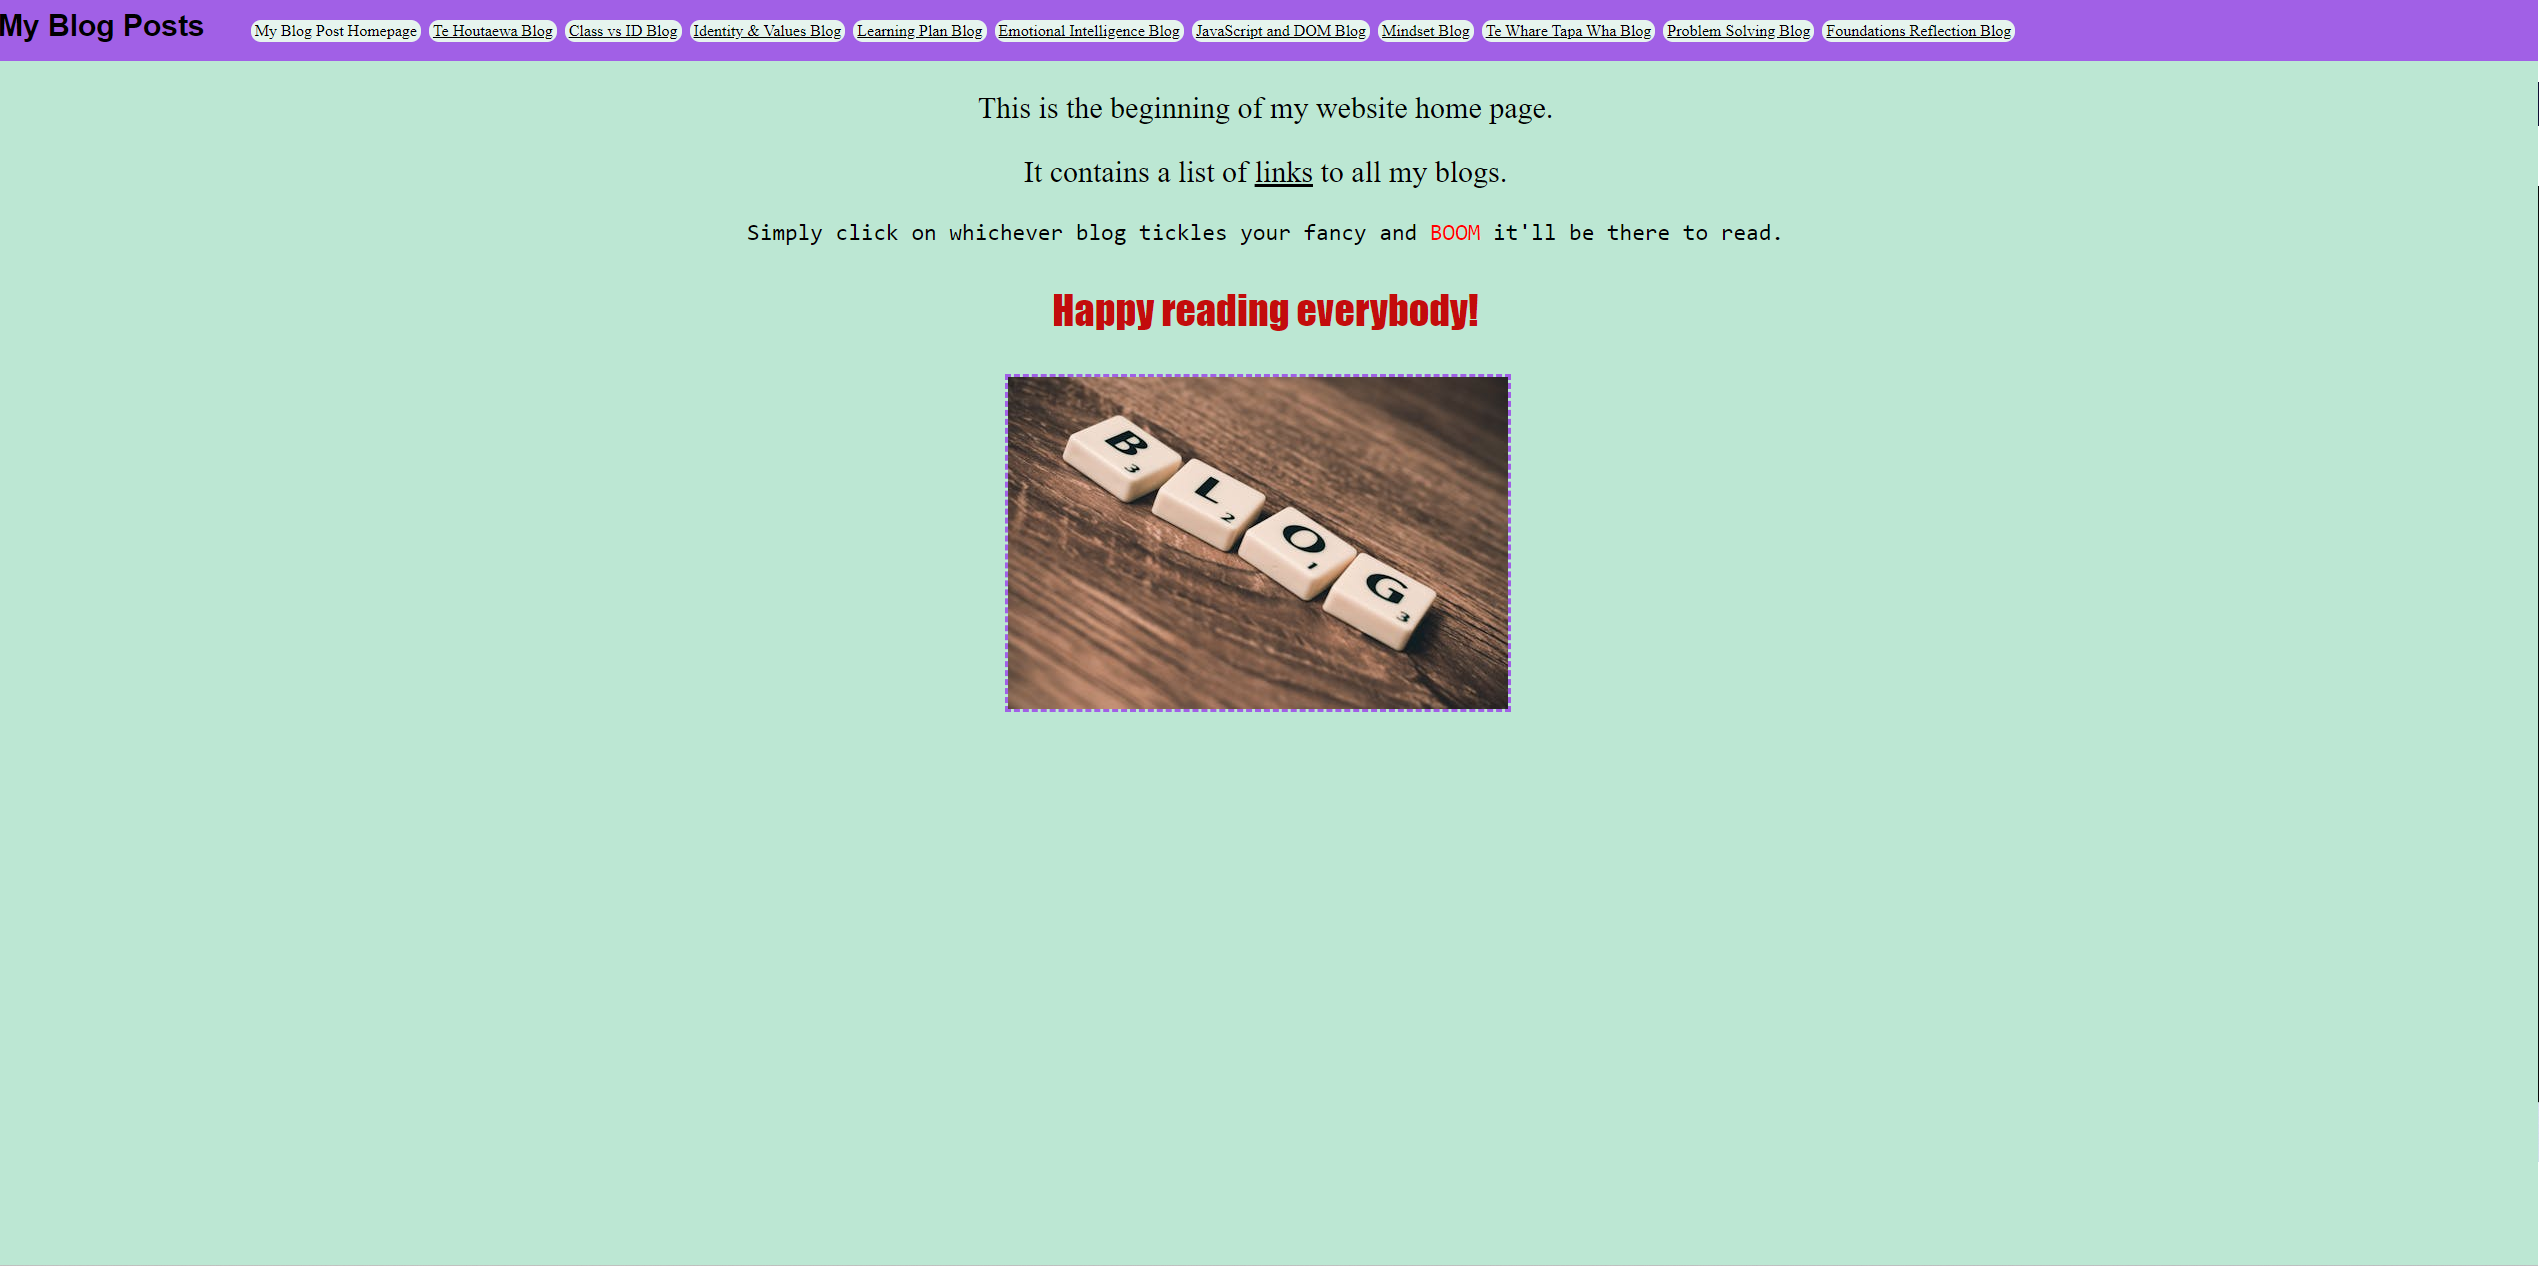 My Blog Posts
My Blog Post Homepage Te Houtaewa Blog Class vs ID Blog Identity & Values Blog Learning Plan Blog Emotional Intelligence Blog JavaScript and DOM Blog Mindset Blog Te Whare Tapa Wha Blog Problem Solving Blog Foundations Reflection Blog
This is the beginning of my website home page.
It contains a list of links to all my blogs.
Simply click on whichever blog tickles your fancy and BOOM it'll be there to read.
Happy reading everybody!
B 3 L 2 O 1 G 3